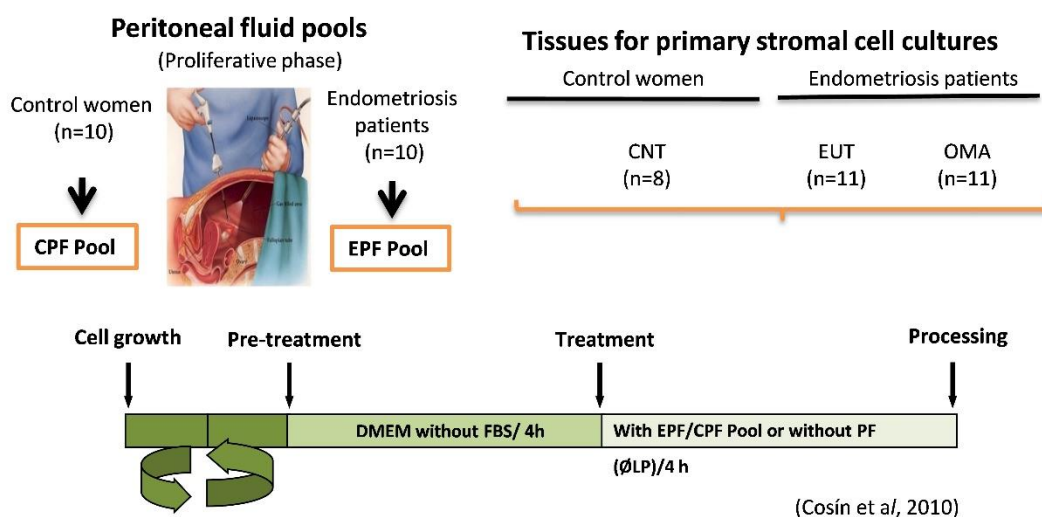 Peritoneal fluid pools
(Proliferative phase)
Control women
(n=10)
Endometriosis
patients
(n=10)
CPF Pool
EPF Pool
Tissues for primary stromal cell cultures
Control women
Endometriosis patients
CNT
(n=8)
EUT
(n=11)
OMA
(n=11)
Cell growth
Pre-treatment
Treatment
Processing
DMEM without FBS/ 4h
With EPF/CPF Pool or without PF
(ØLP)/4 h
(Cosín et al, 2010)